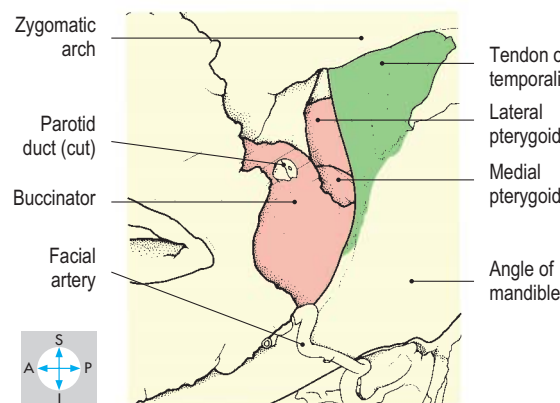 Zygomatic
arch
Parotid
duct (cut)
Buccinator
Facial
artery
S
A
P
I
Tendon o
temporali
Lateral
pterygoid
Medial
pterygoid
Angle of
mandible